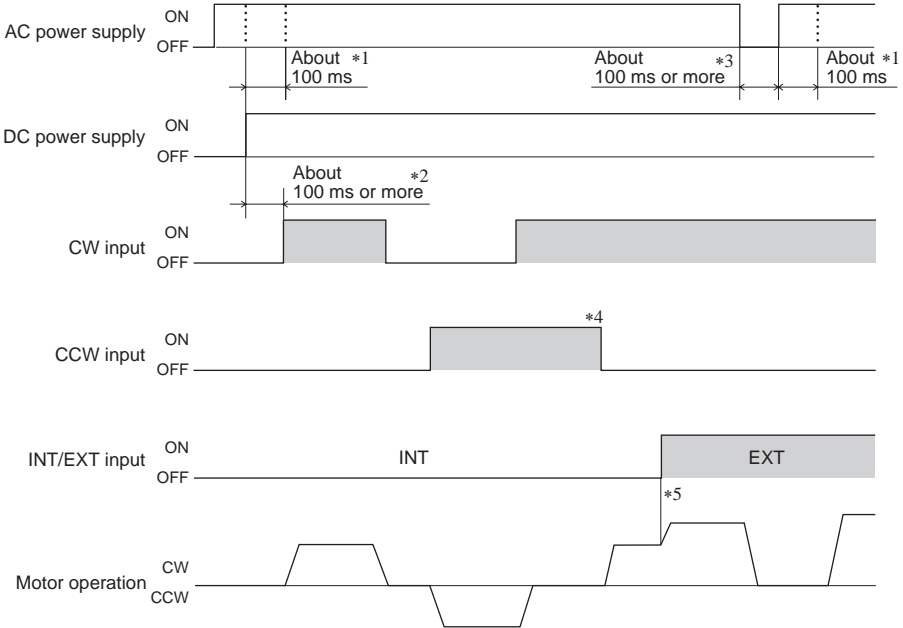 AC power supply
ON
OFF
About *1
100 ms
About *3
100 ms or more
About *1
100 ms
DC power supply
ON
OFF
About *2
100 ms or more
CW input
ON
OFF
CCW input
ON
OFF
*4
INT/EXT input
ON
OFF
INT
EXT
*5
Motor operation
CW
CCW